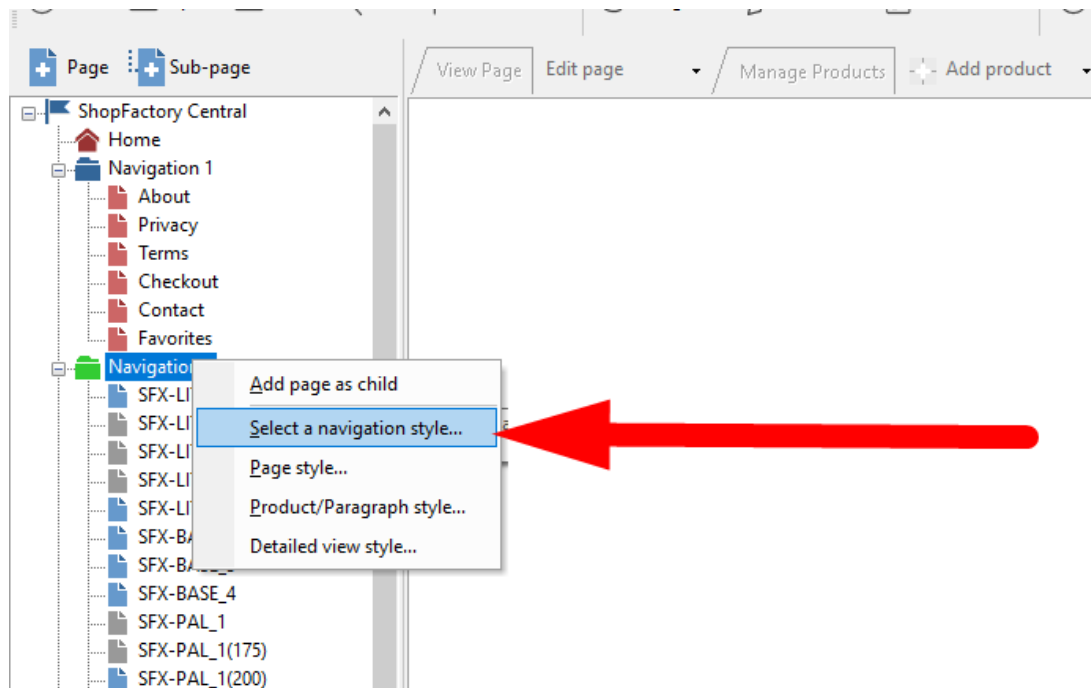 Page Sub-page
View Page Edit page Manage Products Add product
ShopFactory Central
Home
Navigation 1
About
Privacy
Terms
Checkout
Contact
Favorites
Add page as child
Select a navigation style...
Page style...
Product/Paragraph style...
Detailed view style...
SFX-BASE_4
SFX-PAL_1
SFX-PAL_1(175)
SFX-PAL_1(200)